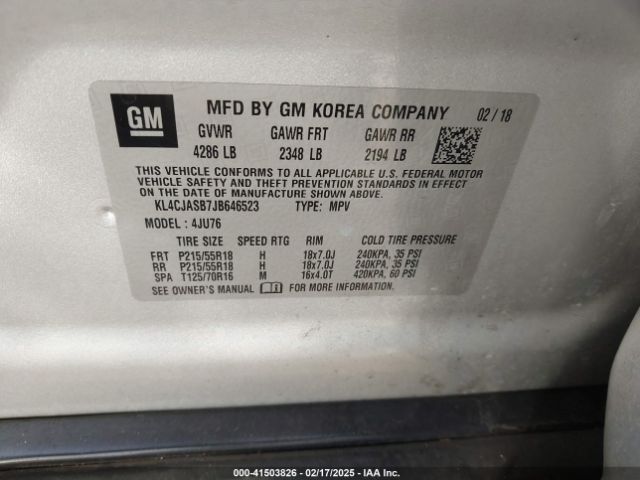 GM
MFD BY GM KOREA COMPANY 02/18
GVWR GAWR FRT GAWR RR
4286 LB 2348 LB 2194 LB
THIS VEHICLE CONFORMS TO ALL APPLICABLE U.S. FEDERAL MOTOR
VEHICLE SAFETY AND THEFT PREVENTION STANDARDS IN EFFECT
ON THE DATE OF MANUFACTURE SHOWN ABOVE.
KL4CJASB7JB646523 TYPE: MPV
MODEL: 4JU76
TIRE SIZE SPEED RTG RIM COLD TIRE PRESSURE
FRT P215/55R18 H 18x7.0J 240KPA, 35 PSI
RR P215/55R18 H 18x7.0J 240KPA, 35 PSI
SPA T125/70R16 M 16x4.0T 420KPA, 60 PSI
SEE OWNER'S MANUAL FOR MORE INFORMATION.
000-41503826 - 02/17/2025 - IAA Inc.